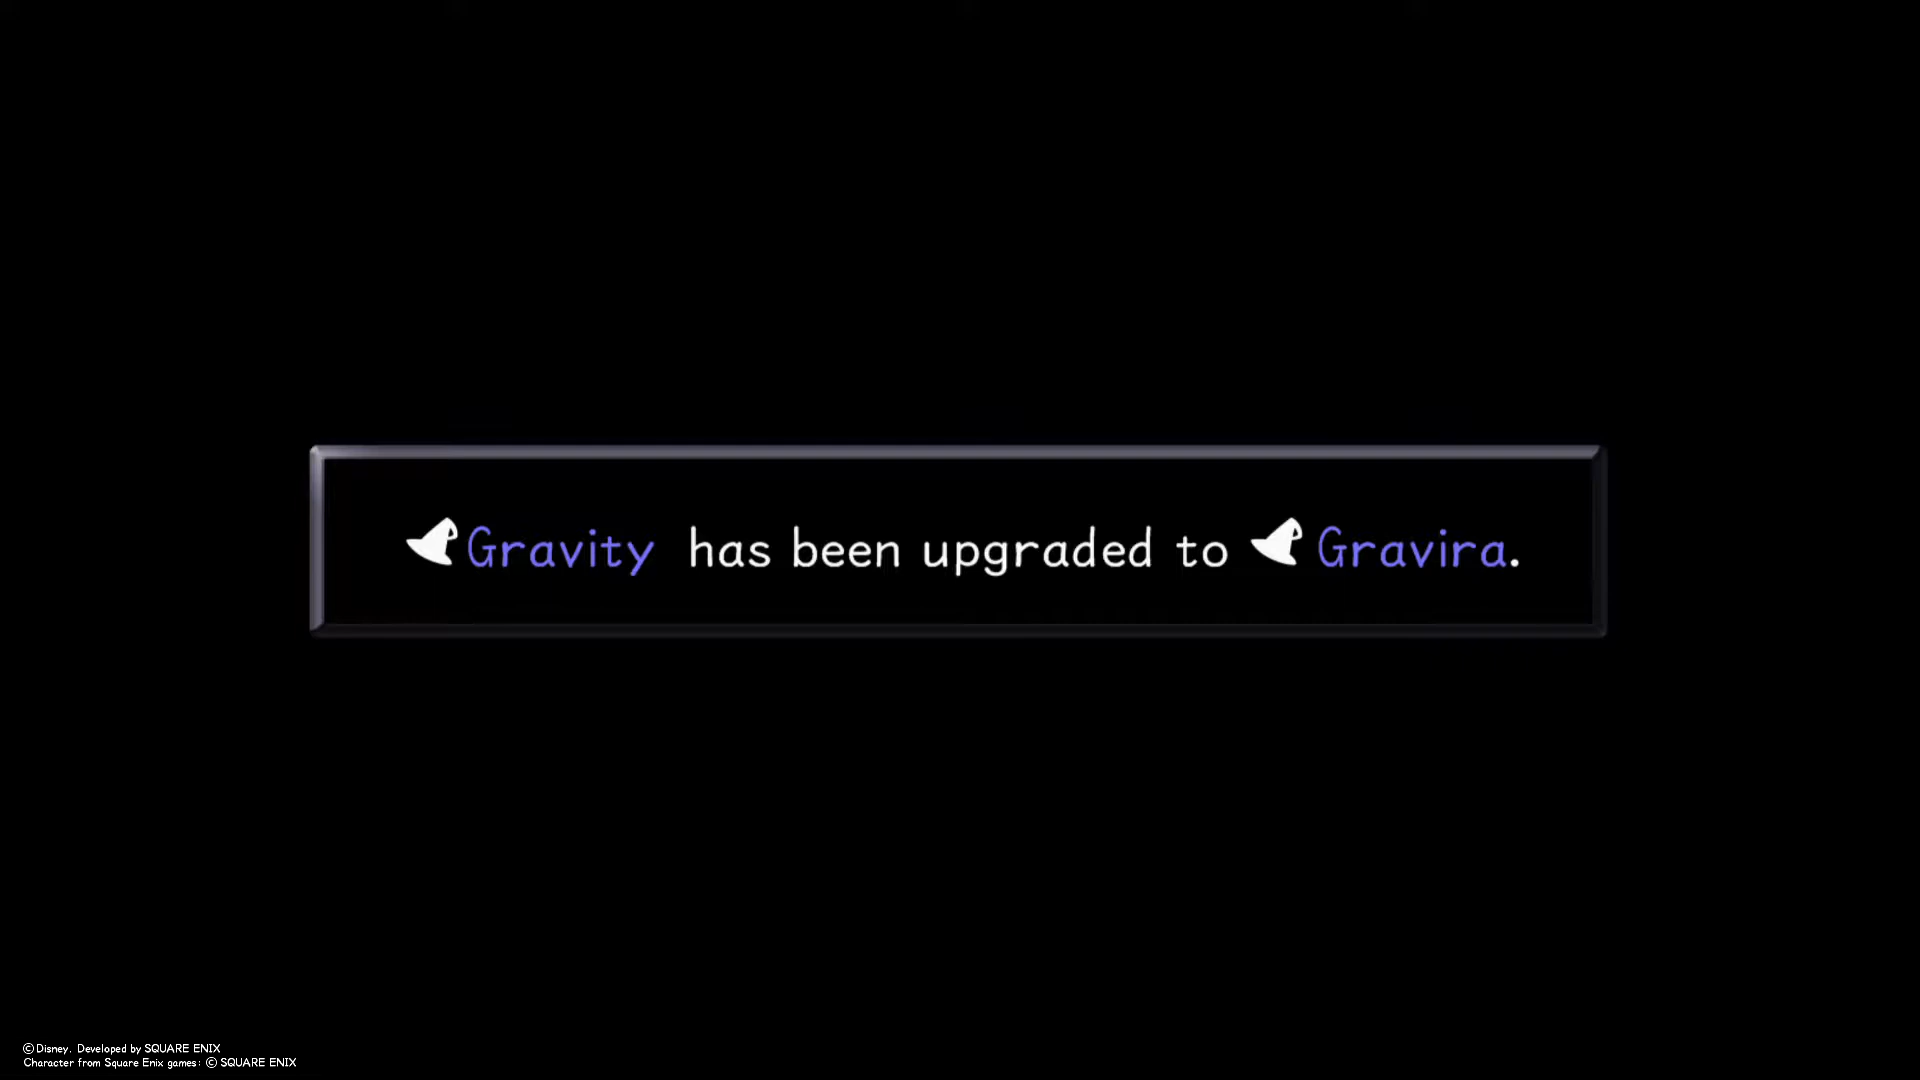 Gravity has been upgraded to Gravira.
©Disney. Developed by SQUARE ENIX
Character from Square Enix games: © SQUARE ENIX